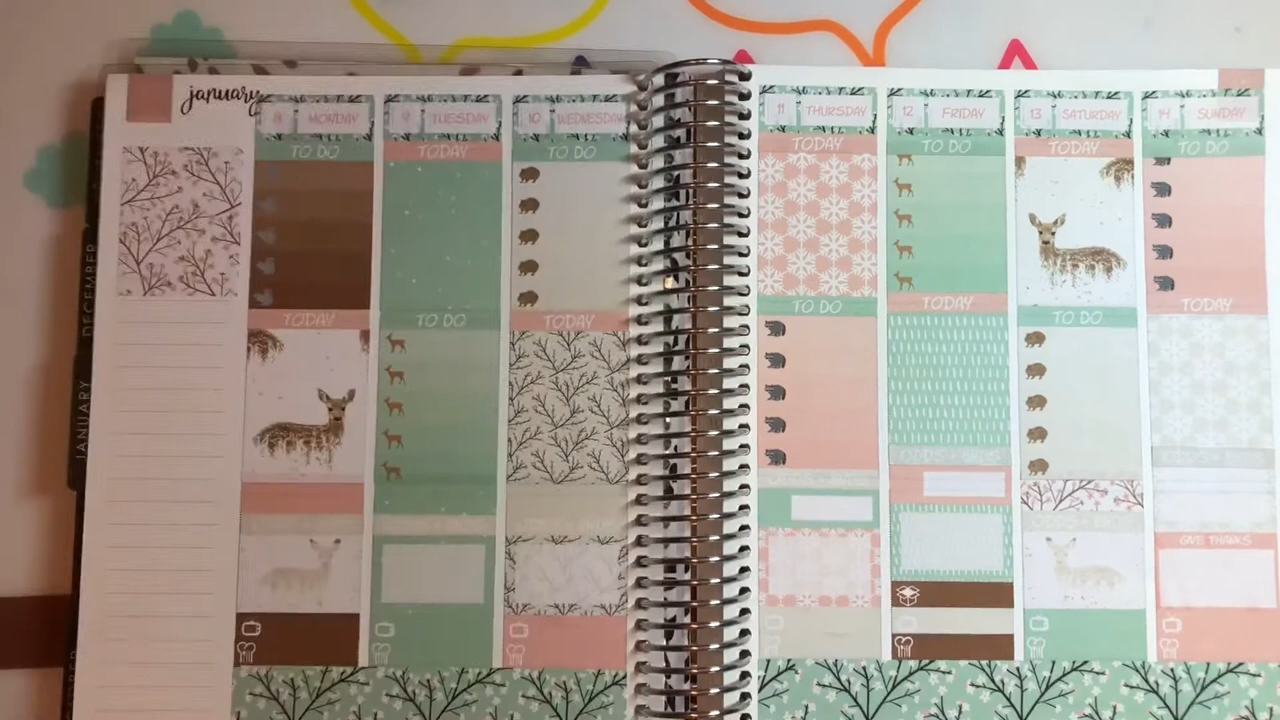 january
8 MONDAY
9 TUESDAY
10 WEDNESDAY
11 THURSDAY
12 FRIDAY
13 SATURDAY
14 SUNDAY
TO DO
TODAY
TO DO
TODAY
TO DO
TODAY
TO DO
TODAY
TO DO
TODAY
TO DO
TODAY
TO DO
TODAY
GIVE THANKS
DECEMBER
JANUARY